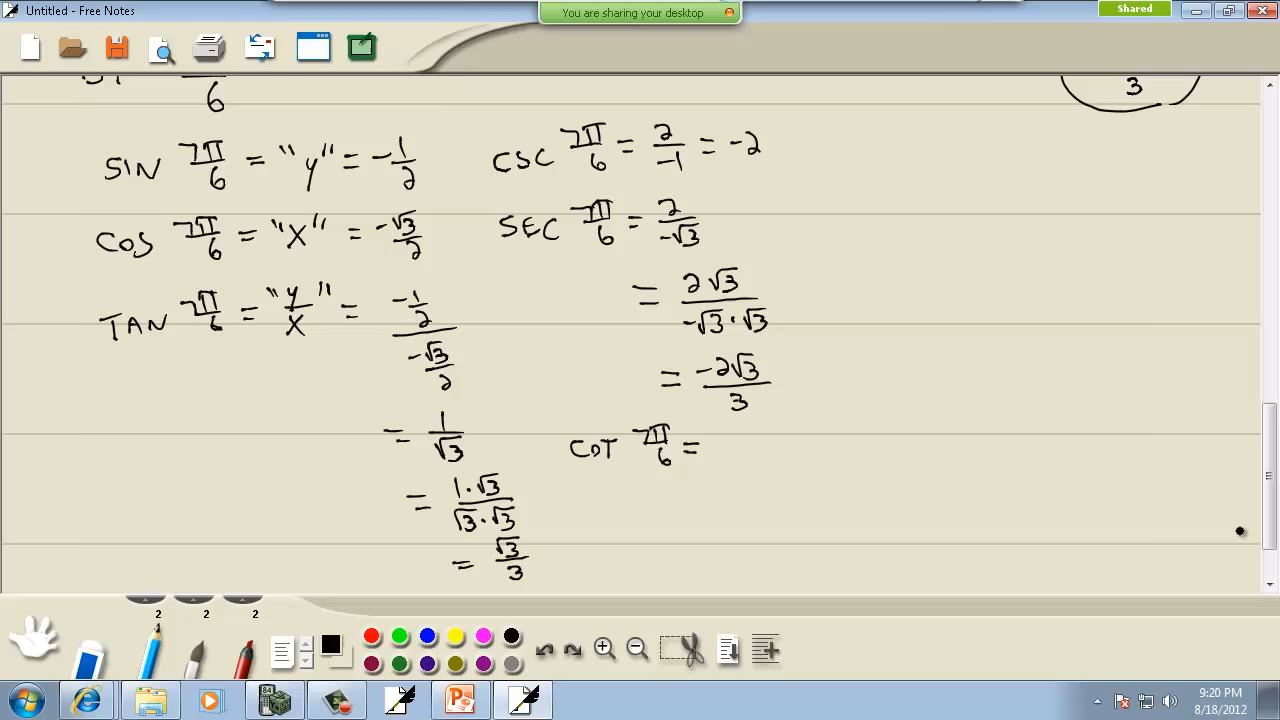 Untitled - Free Notes
You are sharing your desktop
Shared
6
3
SIN 7π/6 = "y" = -1/2
CSC 7π/6 = 2/-1 = -2
COS 7π/6 = "X" = -√3/2
SEC 7π/6 = 2/-√3
= 2√3/-√3·√3
= -2√3/3
TAN 7π/6 = "y/x" = -1/2/-√3/2
= 1/√3
= 1·√3/√3·√3
= √3/3
COT 7π/6 =
2 2 2
9:20 PM
8/18/2012